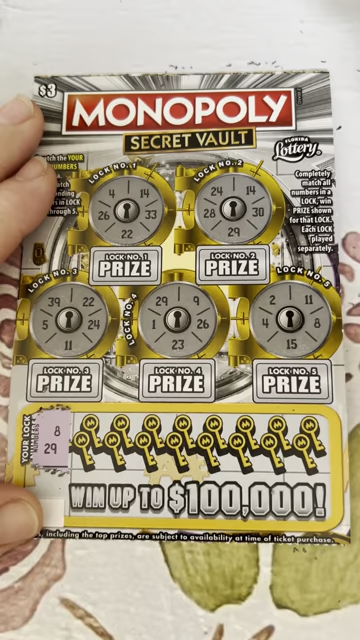 $3
MONOPOLY
SECRET VAULT
FLORIDA
Lottery
YOUR
Completely
match all
numbers in a
LOCK, win
PRIZE shown
for that LOCK.
Each LOCK
played
separately.
LOCK NO. 1
4 14
26 33
22
LOCK NO. 1
PRIZE
LOCK NO. 2
24 14
28 30
29
LOCK NO. 2
PRIZE
LOCK NO. 3
39 22
5 24
11
LOCK NO. 3
PRIZE
LOCK NO. 4
29 9
1 26
23
LOCK NO. 4
PRIZE
LOCK NO. 5
2 11
4 8
15
LOCK NO. 5
PRIZE
YOUR LOCK
NUMBERS
8
29
WIN UP TO $100,000!
including the top prizes, are subject to availability at time of ticket purchase.